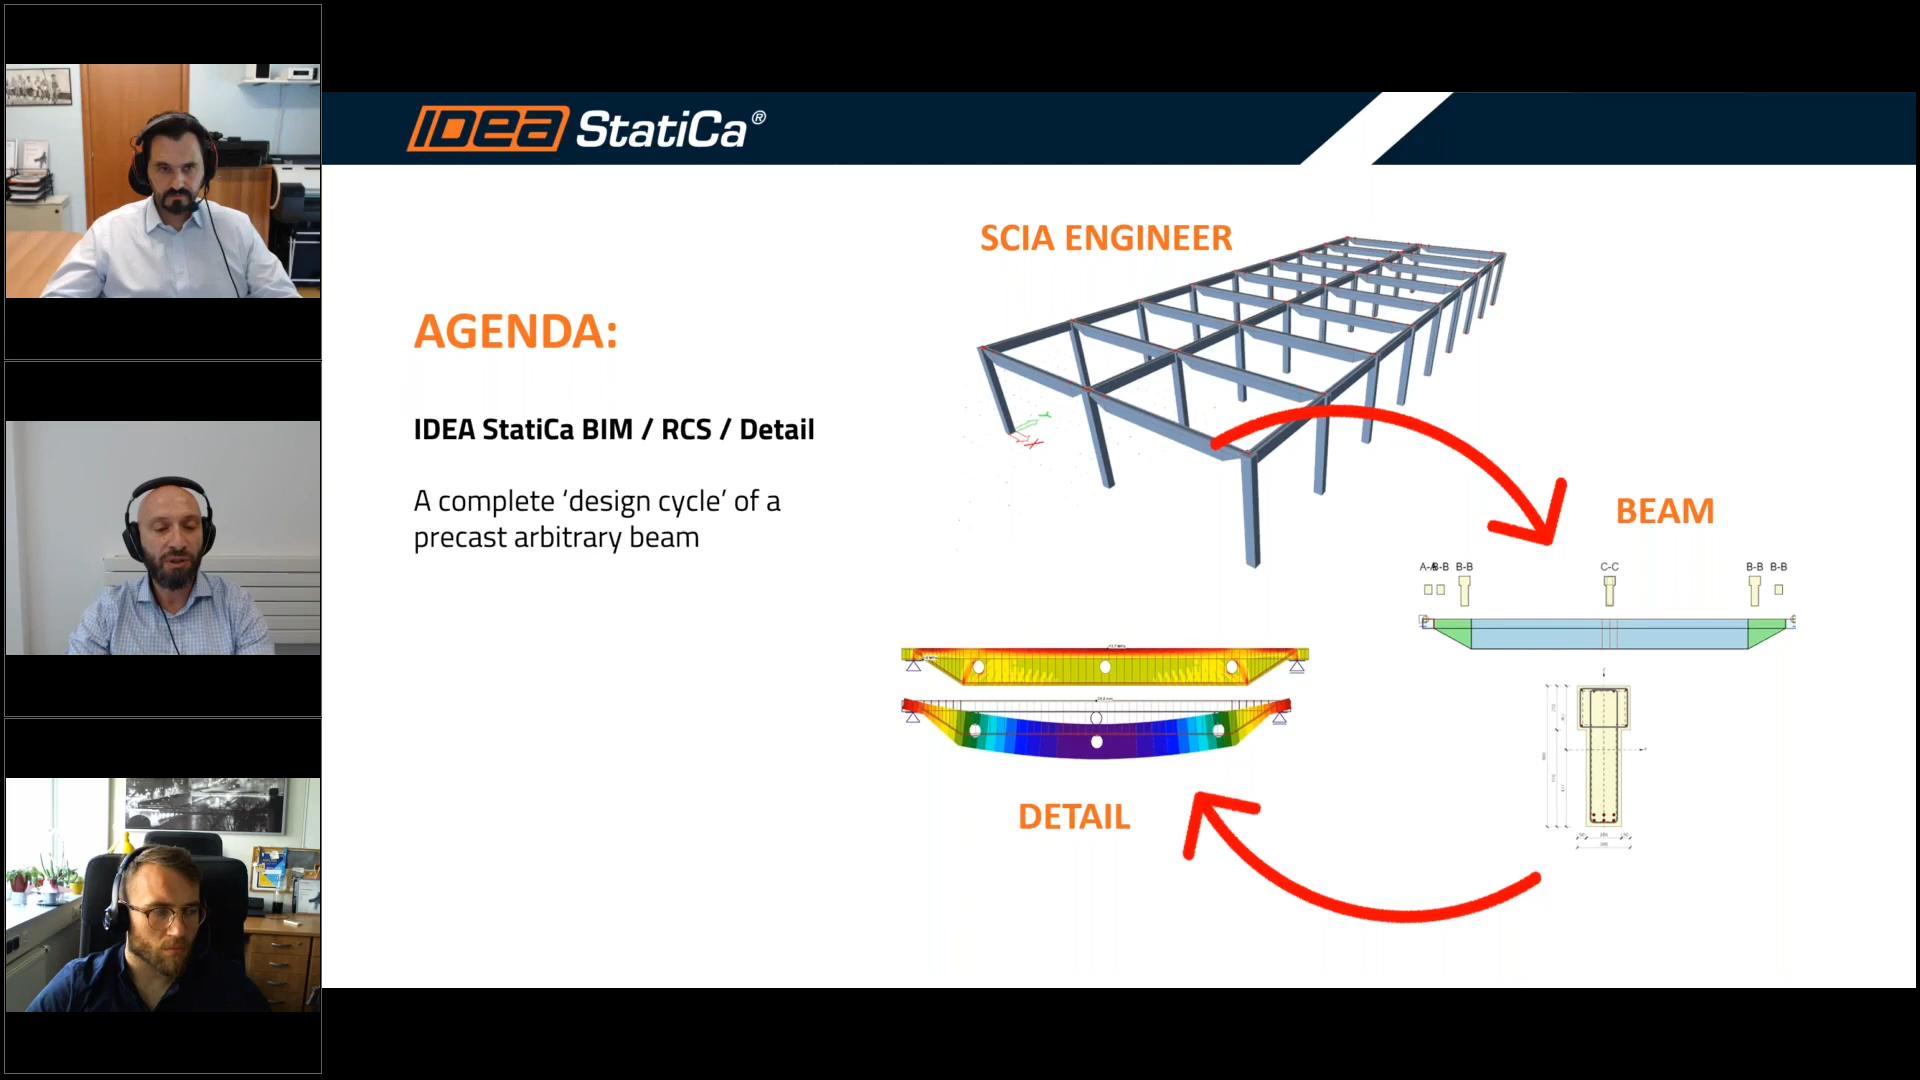 IDEA StatiCa®
SCIA ENGINEER
AGENDA:
IDEA StatiCa BIM / RCS / Detail
A complete ‘design cycle’ of a
precast arbitrary beam
BEAM
B-B B-B C-C B-B B-B
DETAIL